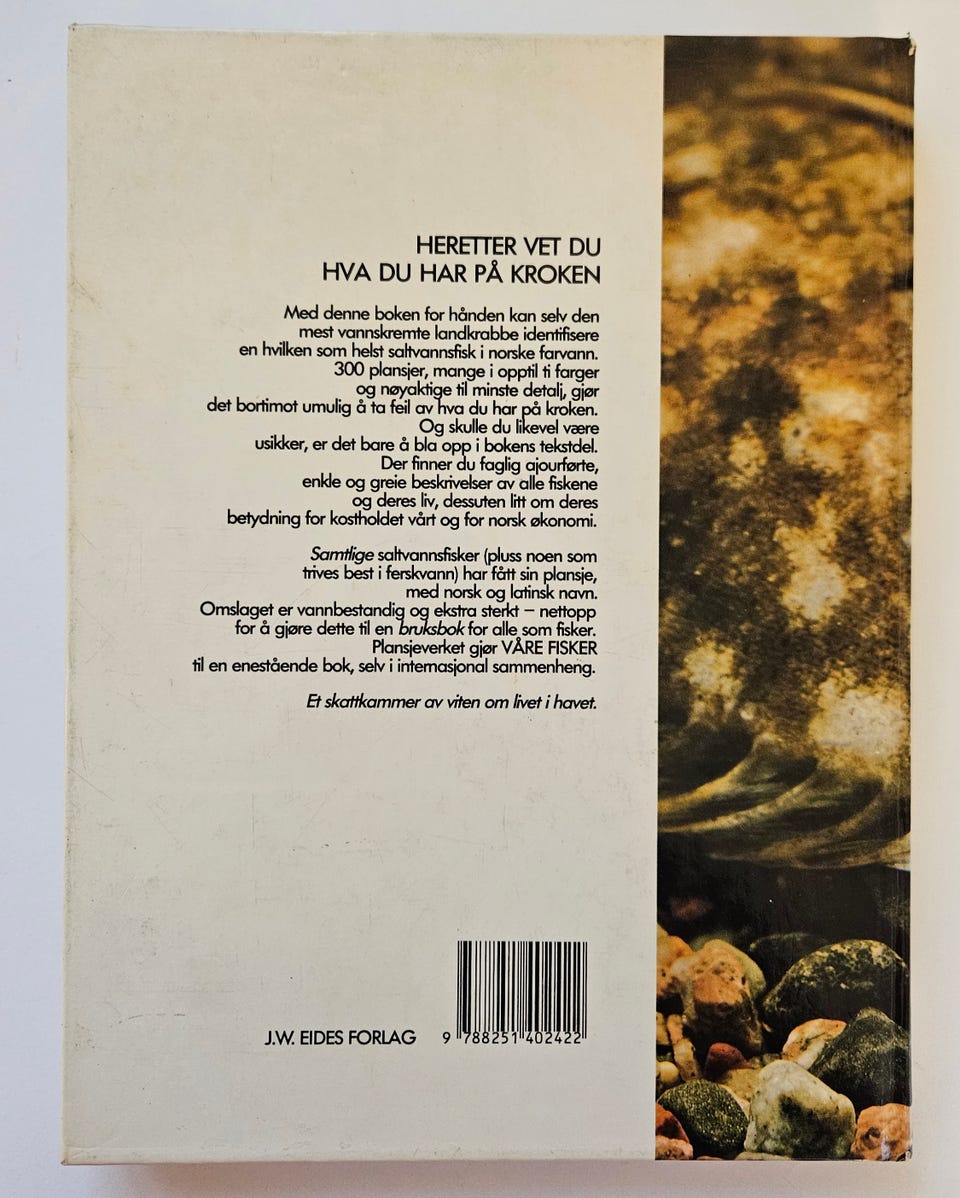 HERETTER VET DU
HVA DU HAR PÅ KROKEN
Med denne boken for hånden kan selv den
mest vannskremte landkrabbe identifisere
en hvilken som helst saltvannsfisk i norske farvann.
300 plansjer, mange i opptil ti farger
og nøyaktige til minste detalj, gjør
det bortimot umulig å ta feil av hva du har på kroken.
Og skulle du likevel være
usikker, er det bare å bla opp i bokens tekstdel.
Der finner du faglig ajourførte,
enkle og greie beskrivelser av alle fiskene
og deres liv, dessuten litt om deres
betydning for kostholdet vårt og for norsk økonomi.
Samtlige saltvannsfisker (pluss noen som
trives best i ferskvann) har fått sin plansje,
med norsk og latinsk navn.
Omslaget er vannbestandig og ekstra sterkt – nettopp
for å gjøre dette til en bruksbok for alle som fisker.
Plansjeverket gjør VÅRE FISKER
til en enestående bok, selv i internasjonal sammenheng.
Et skattkammer av viten om livet i havet.
J.W. EIDES FORLAG
9 788251 402422